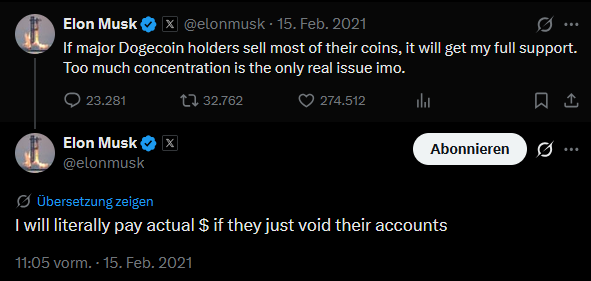 Elon Musk @elonmusk · 15. Feb. 2021
If major Dogecoin holders sell most of their coins, it will get my full support.
Too much concentration is the only real issue imo.
23.281 32.762 274.512
Elon Musk
Abonnieren
@elonmusk
Übersetzung zeigen
I will literally pay actual $ if they just void their accounts
11:05 vorm. · 15. Feb. 2021